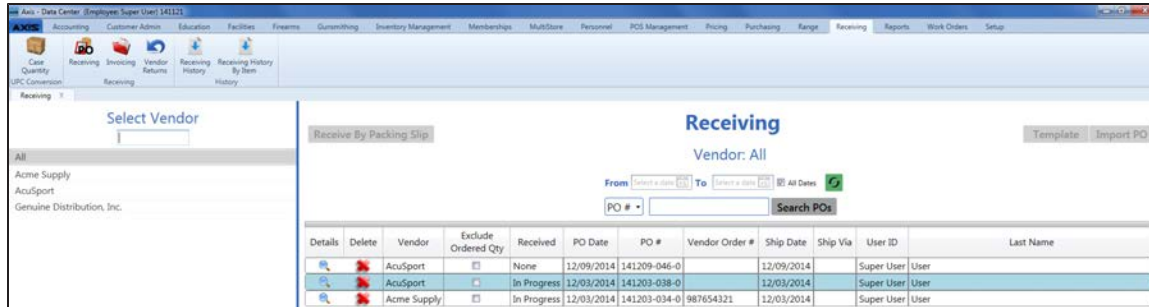 Axis - Data Center (Employee: Super User) 141121
AXIS Accounting Customer Admin Education Facilities Firearms Gunsmithing Inventory Management Memberships MultiStore Personnel POS Management Pricing Purchasing Range Receiving Reports Work Orders Setup
Case Quantity Receiving Invoicing Vendor Returns Receiving History Receiving History By Item
UPC Conversion Receiving History
Receiving X
Select Vendor
All
Acme Supply
AcuSport
Genuine Distribution, Inc.
Receive By Packing Slip Receiving Template Import PO
Vendor: All
From Select a date To Select a date All Dates
PO # Search POs
Details Delete Vendor Exclude Ordered Qty Received PO Date PO # Vendor Order # Ship Date Ship Via User ID Last Name
AcuSport None 12/09/2014 141209-046-0 12/09/2014 Super User User
AcuSport In Progress 12/03/2014 141203-038-0 12/03/2014 Super User User
Acme Supply In Progress 12/03/2014 141203-034-0 987654321 12/03/2014 Super User User